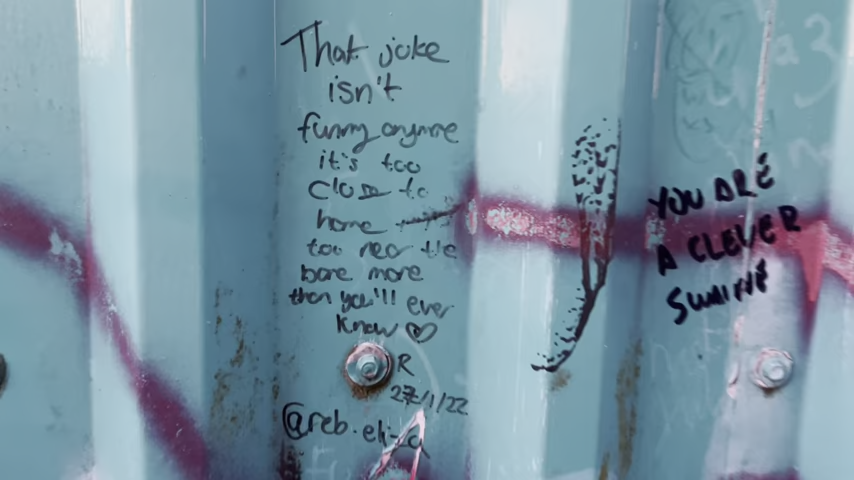 That joke
isn't
funny anymore
it's too
close to
home
too near the
bone more
than you'll ever
know
R
27/1/22
YOU ARE
A CLEVER
SWINE